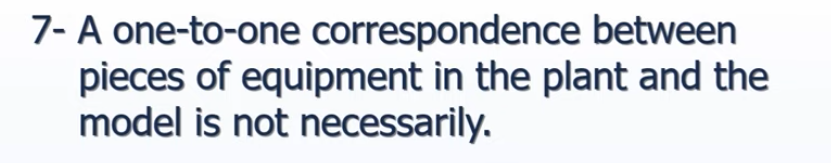 7- A one-to-one correspondence between
pieces of equipment in the plant and the
model is not necessarily.